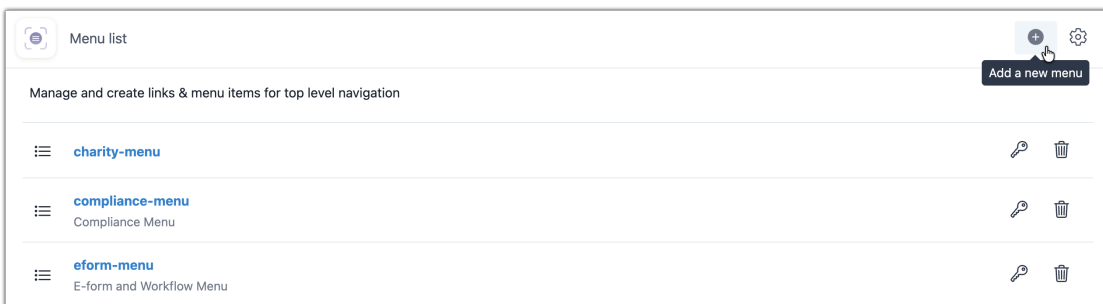 Menu list
Add a new menu
Manage and create links & menu items for top level navigation
charity-menu
compliance-menu
Compliance Menu
eform-menu
E-form and Workflow Menu